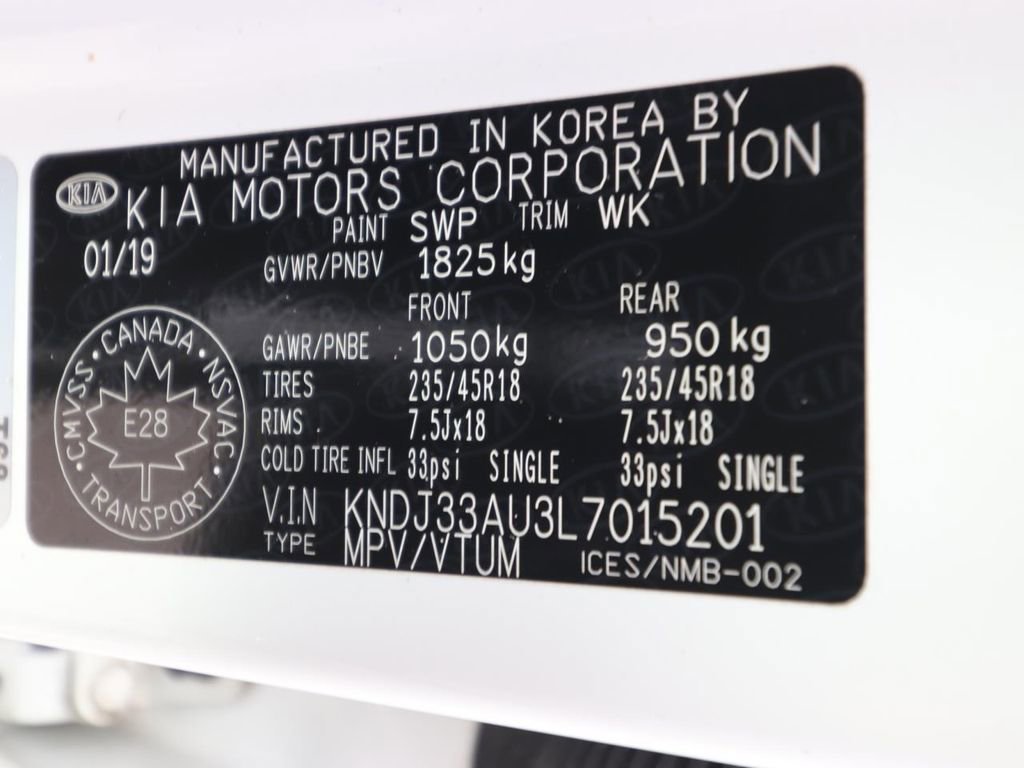 MANUFACTURED IN KOREA BY
KIA KIA MOTORS CORPORATION
PAINT SWP TRIM WK
01/19 GVWR/PNBV 1825kg
FRONT REAR
GAWR/PNBE : 1050kg 950kg
TIRES 235/45R18 235/45R18
RIMS 7.5Jx18 7.5Jx18
COLD TIRE INFL 33psi SINGLE 33psi SINGLE
V.I.N KNDJ33AU3L7015201
TYPE MPV/VTUM ICES/NMB-002
CANADA · NSVAC · TRANSPORT · CMVSS ·
E28